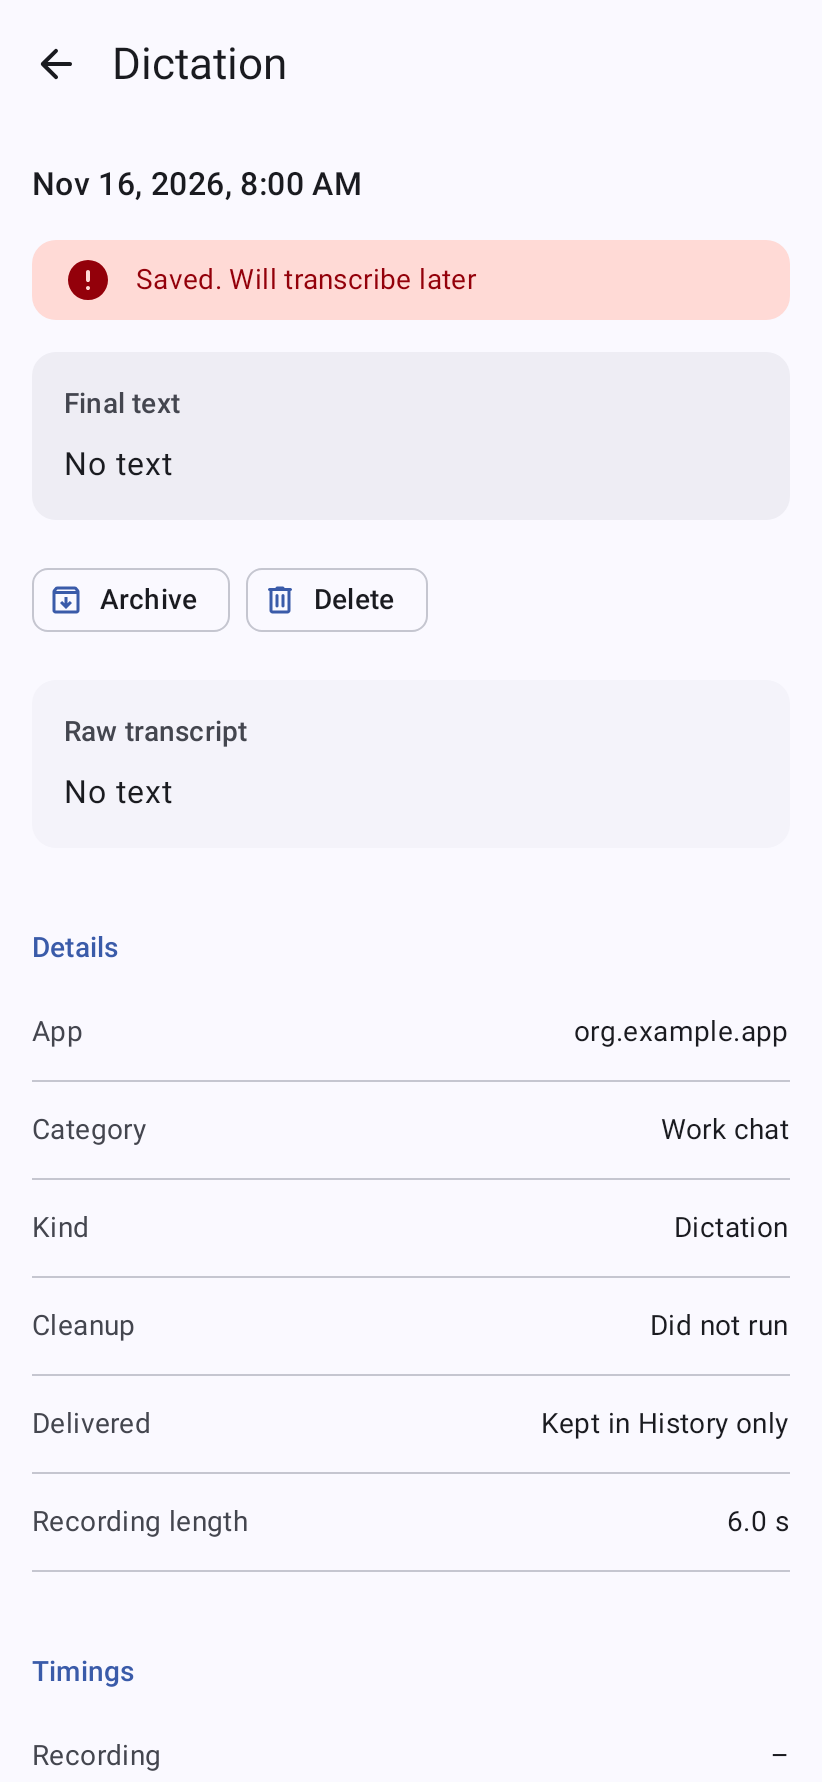 Dictation
Nov 16, 2026, 8:00 AM
Saved. Will transcribe later
Final text
No text
Archive
Delete
Raw transcript
No text
Details
App org.example.app
Category Work chat
Kind Dictation
Cleanup Did not run
Delivered Kept in History only
Recording length 6.0 s
Timings
Recording –